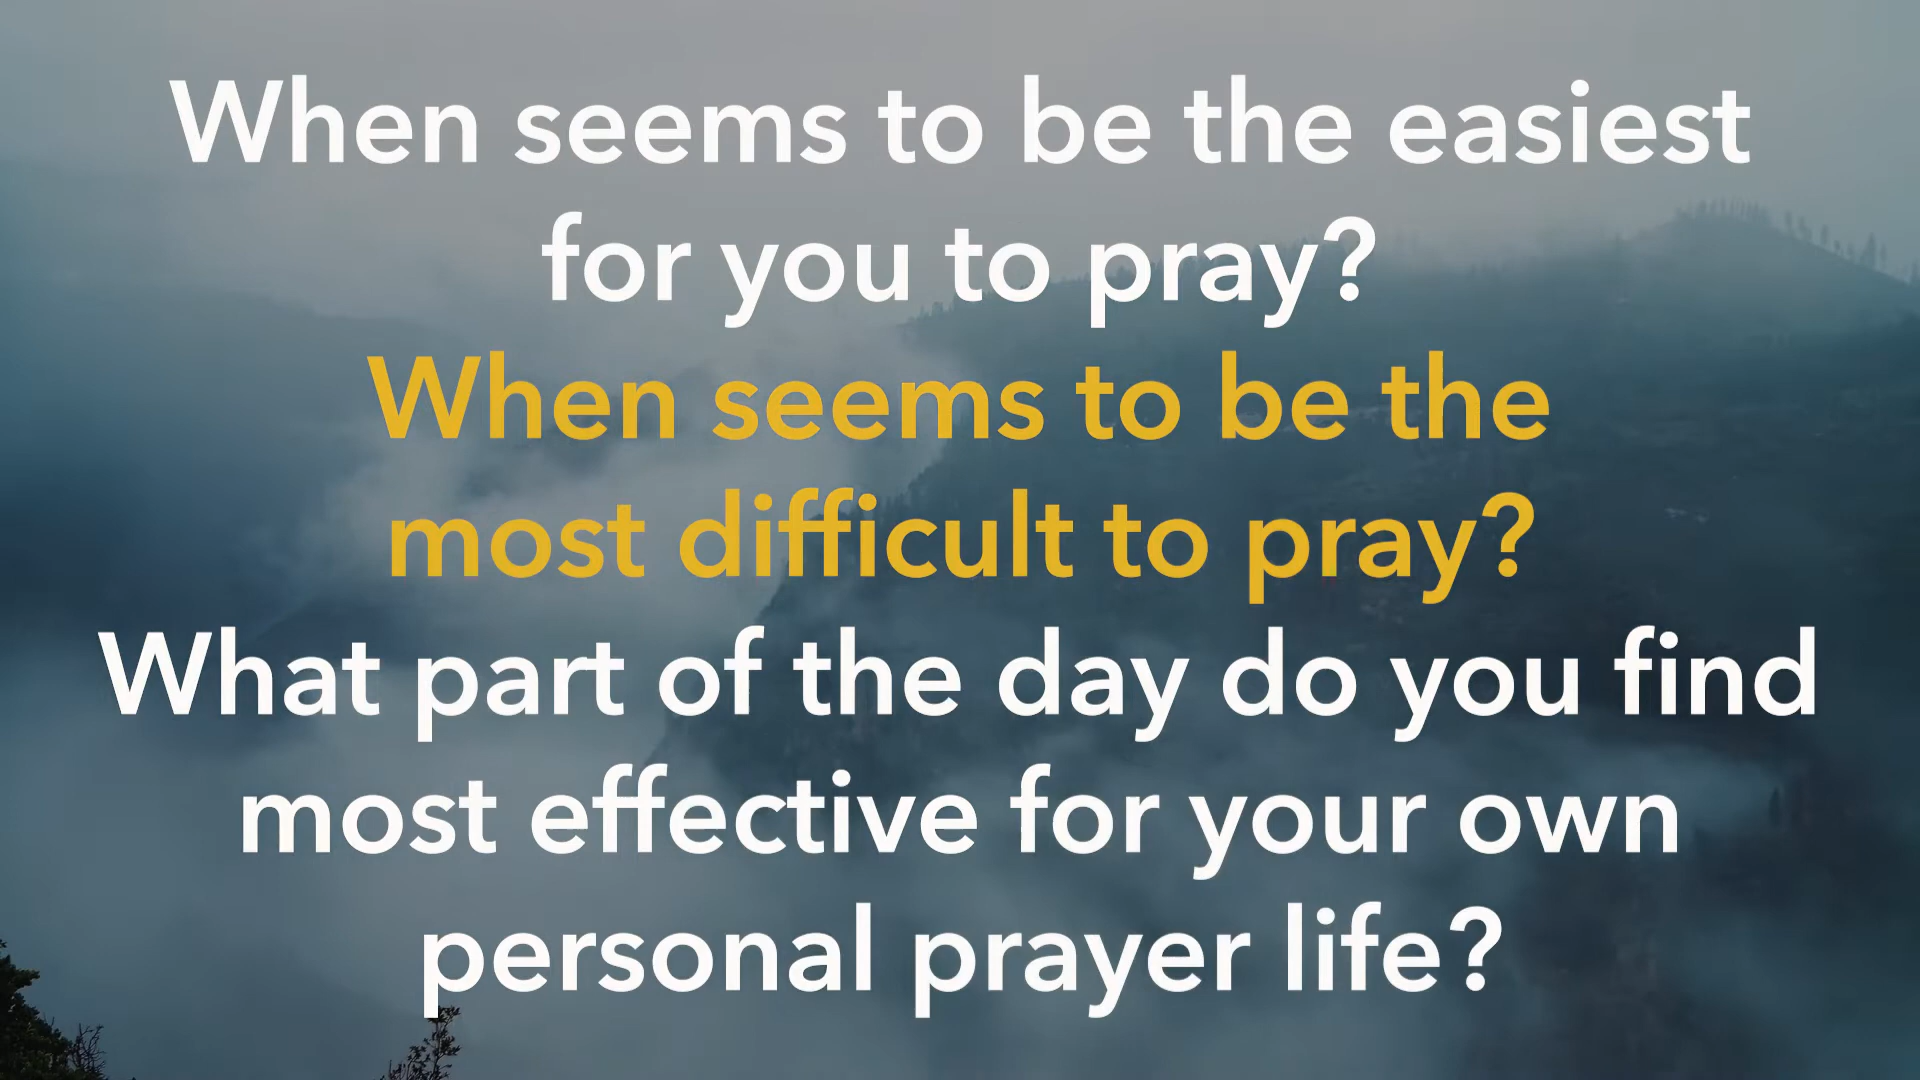 When seems to be the easiest
for you to pray?
When seems to be the
most difficult to pray?
What part of the day do you find
most effective for your own
personal prayer life?